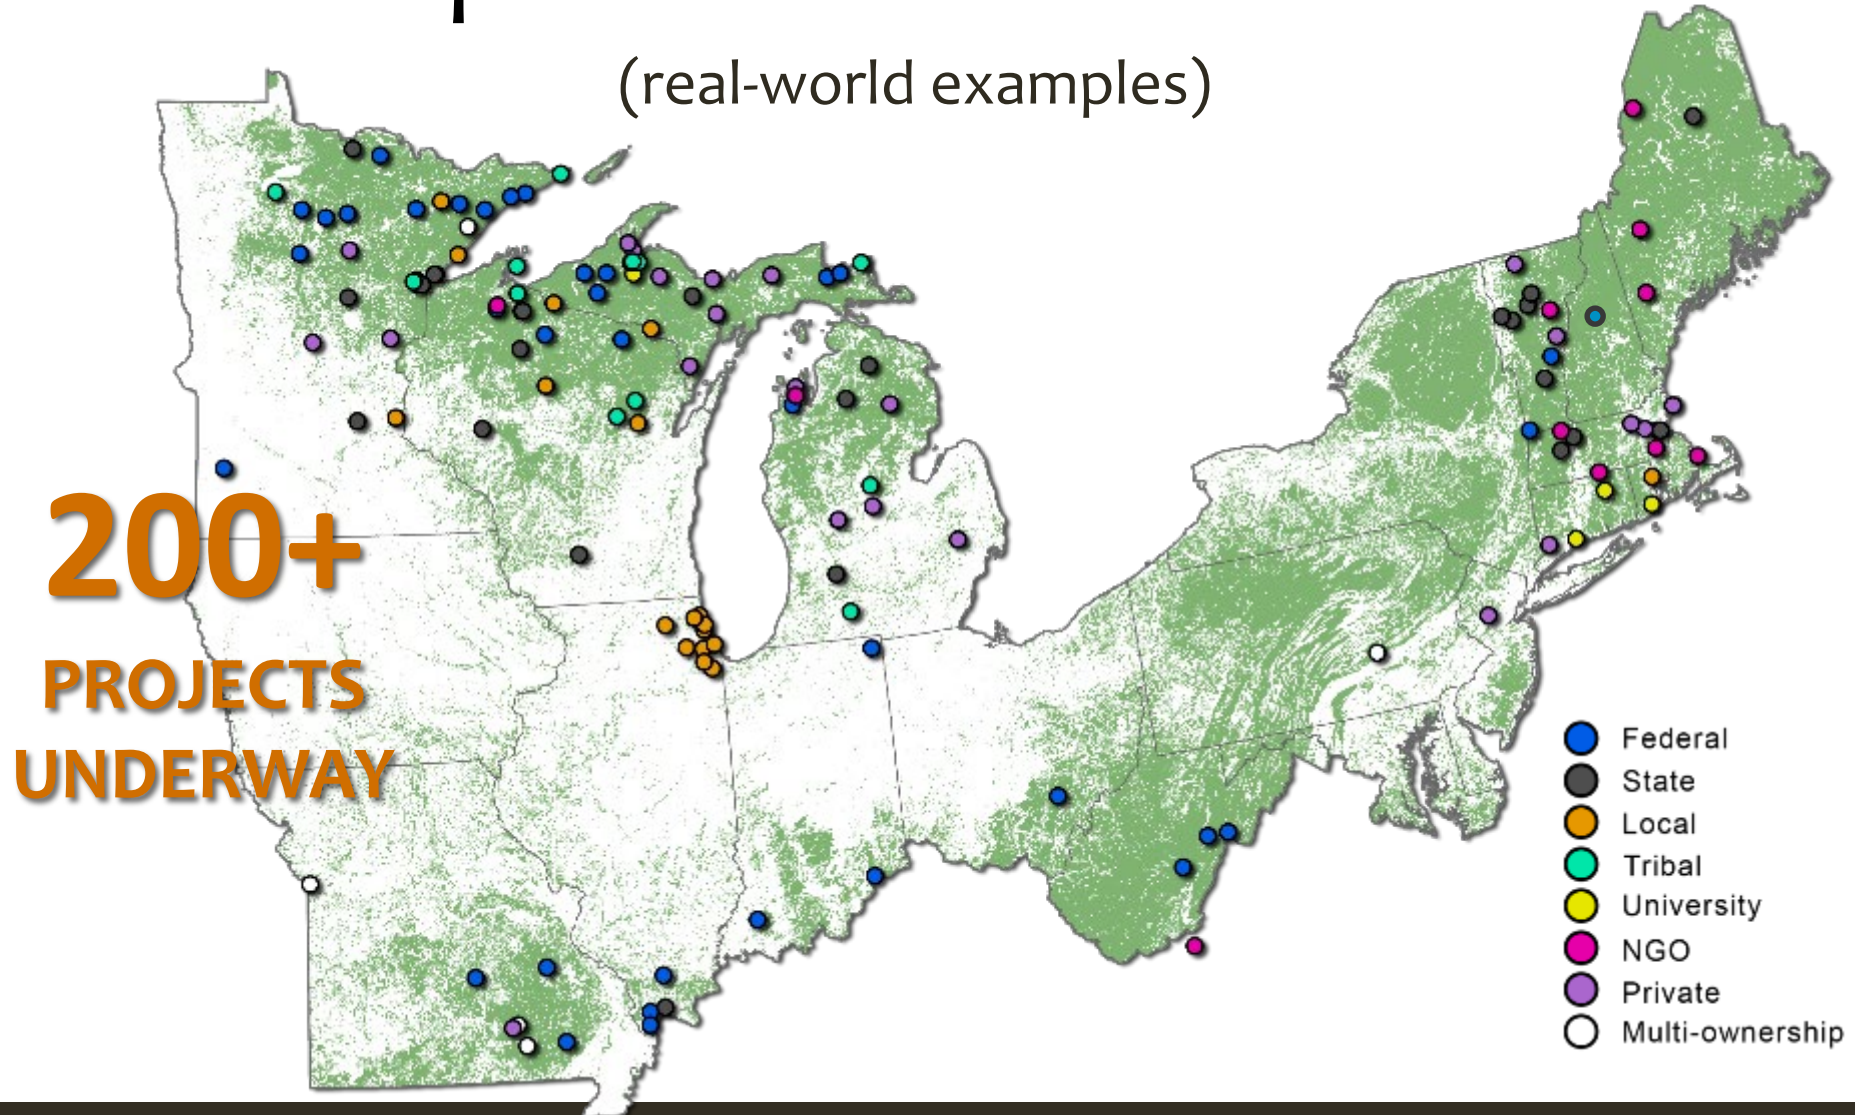 (real-world examples)
200+
PROJECTS
UNDERWAY
Federal
State
Local
Tribal
University
NGO
Private
Multi-ownership